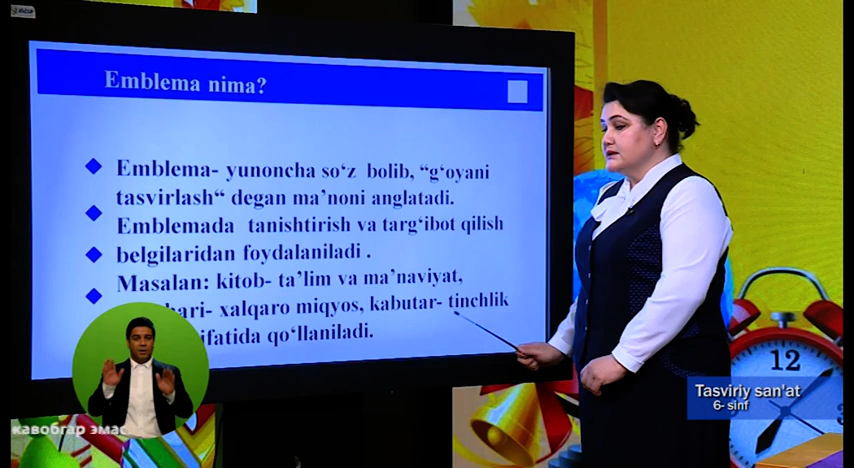 Emblema nima?
Emblema- yunoncha so‘z bolib, “g‘oyani
tasvirlash“ degan ma’noni anglatadi.
Emblemada tanishtirish va targ‘ibot qilish
belgilaridan foydalaniladi .
Masalan: kitob- ta’lim va ma’naviyat,
xalqaro miqyos, kabutar- tinchlik
qo‘llaniladi.
Tasviriy san'at
6- sinf
12
жавобгар эмас